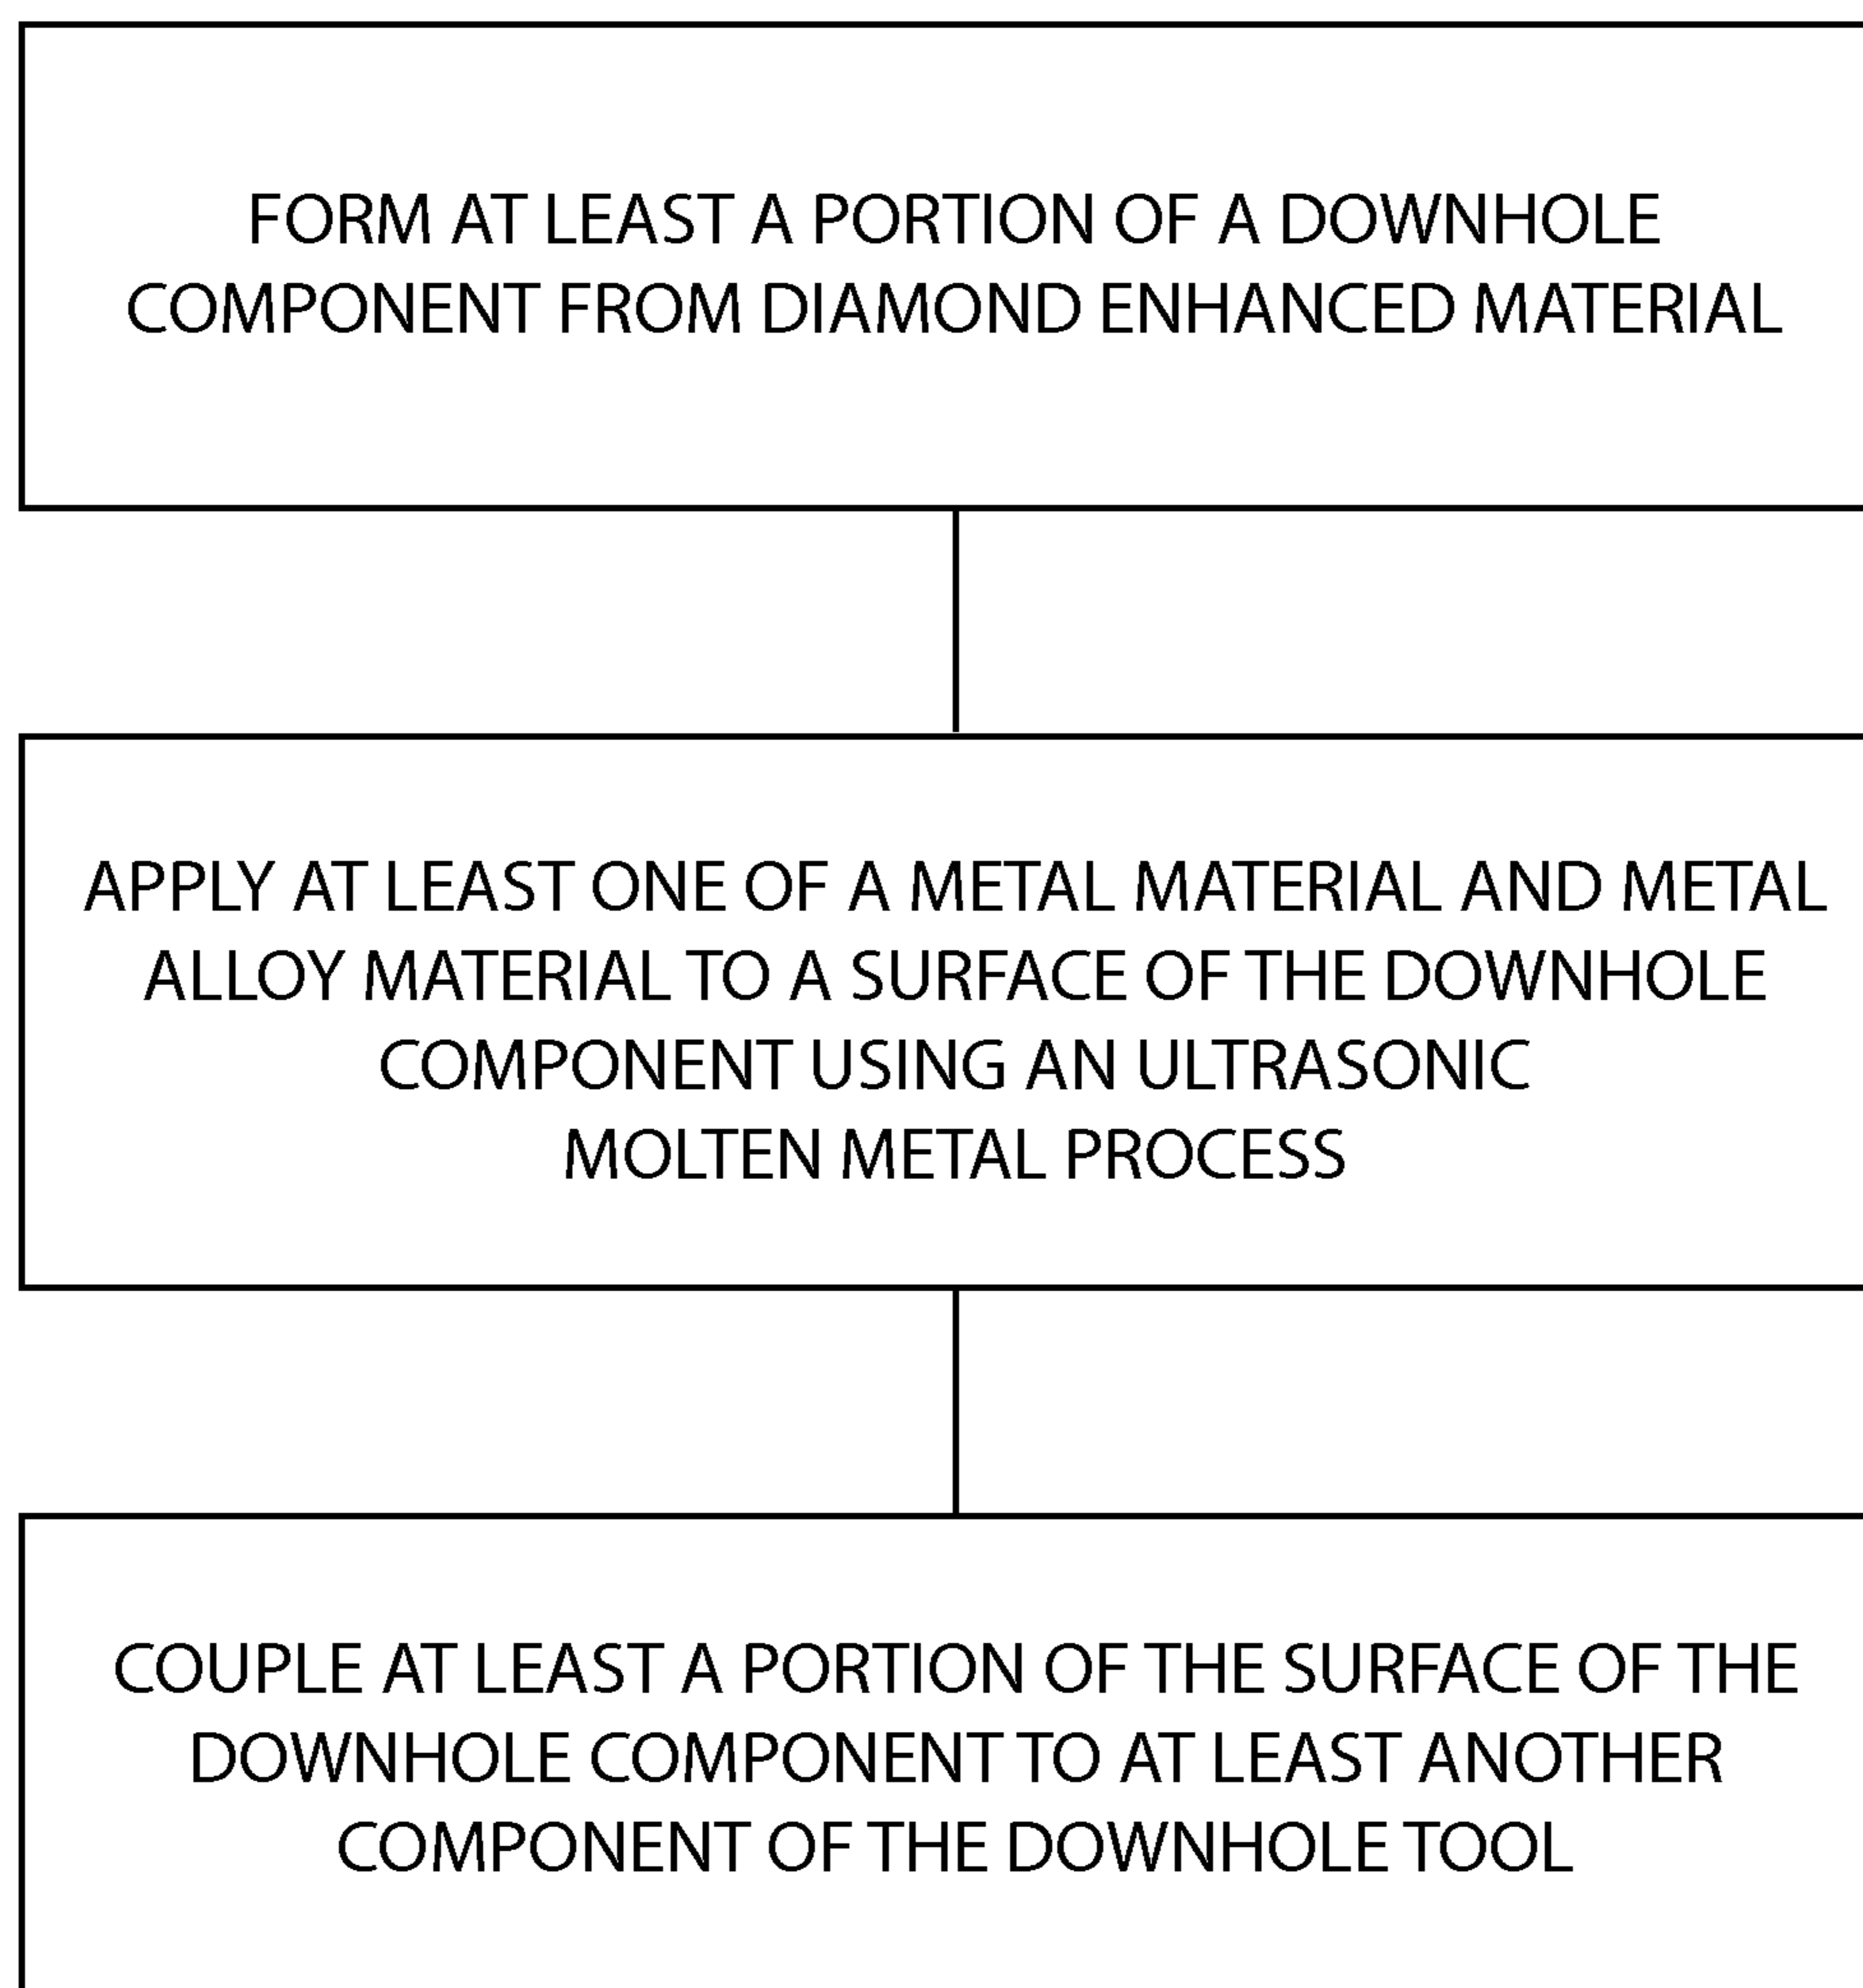 FORM AT LEAST A PORTION OF A DOWNHOLE
COMPONENT FROM DIAMOND ENHANCED MATERIAL
APPLY AT LEAST ONE OF A METAL MATERIAL AND METAL
ALLOY MATERIAL TO A SURFACE OF THE DOWNHOLE
COMPONENT USING AN ULTRASONIC
MOLTEN METAL PROCESS
COUPLE AT LEAST A PORTION OF THE SURFACE OF THE
DOWNHOLE COMPONENT TO AT LEAST ANOTHER
COMPONENT OF THE DOWNHOLE TOOL